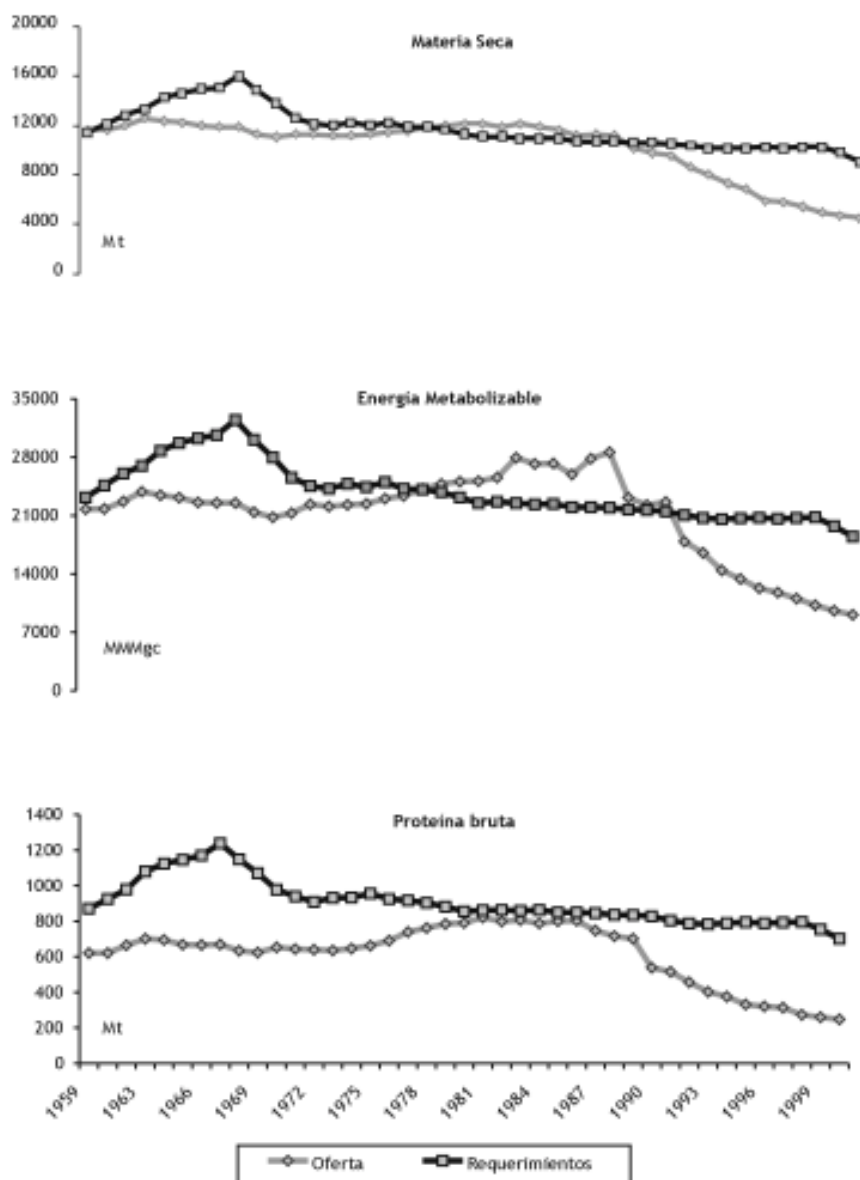 Materia Seca
20000
16000
12000
8000
4000
0
Mt
Energia Metabolizable
35000
28000
21000
14000
7000
0
MMMgc
Proteina bruta
1400
1200
1000
800
600
400
200
0
Mt
1959 1963 1966 1969 1972 1975 1978 1981 1984 1987 1990 1993 1996 1999
Oferta Requerimientos